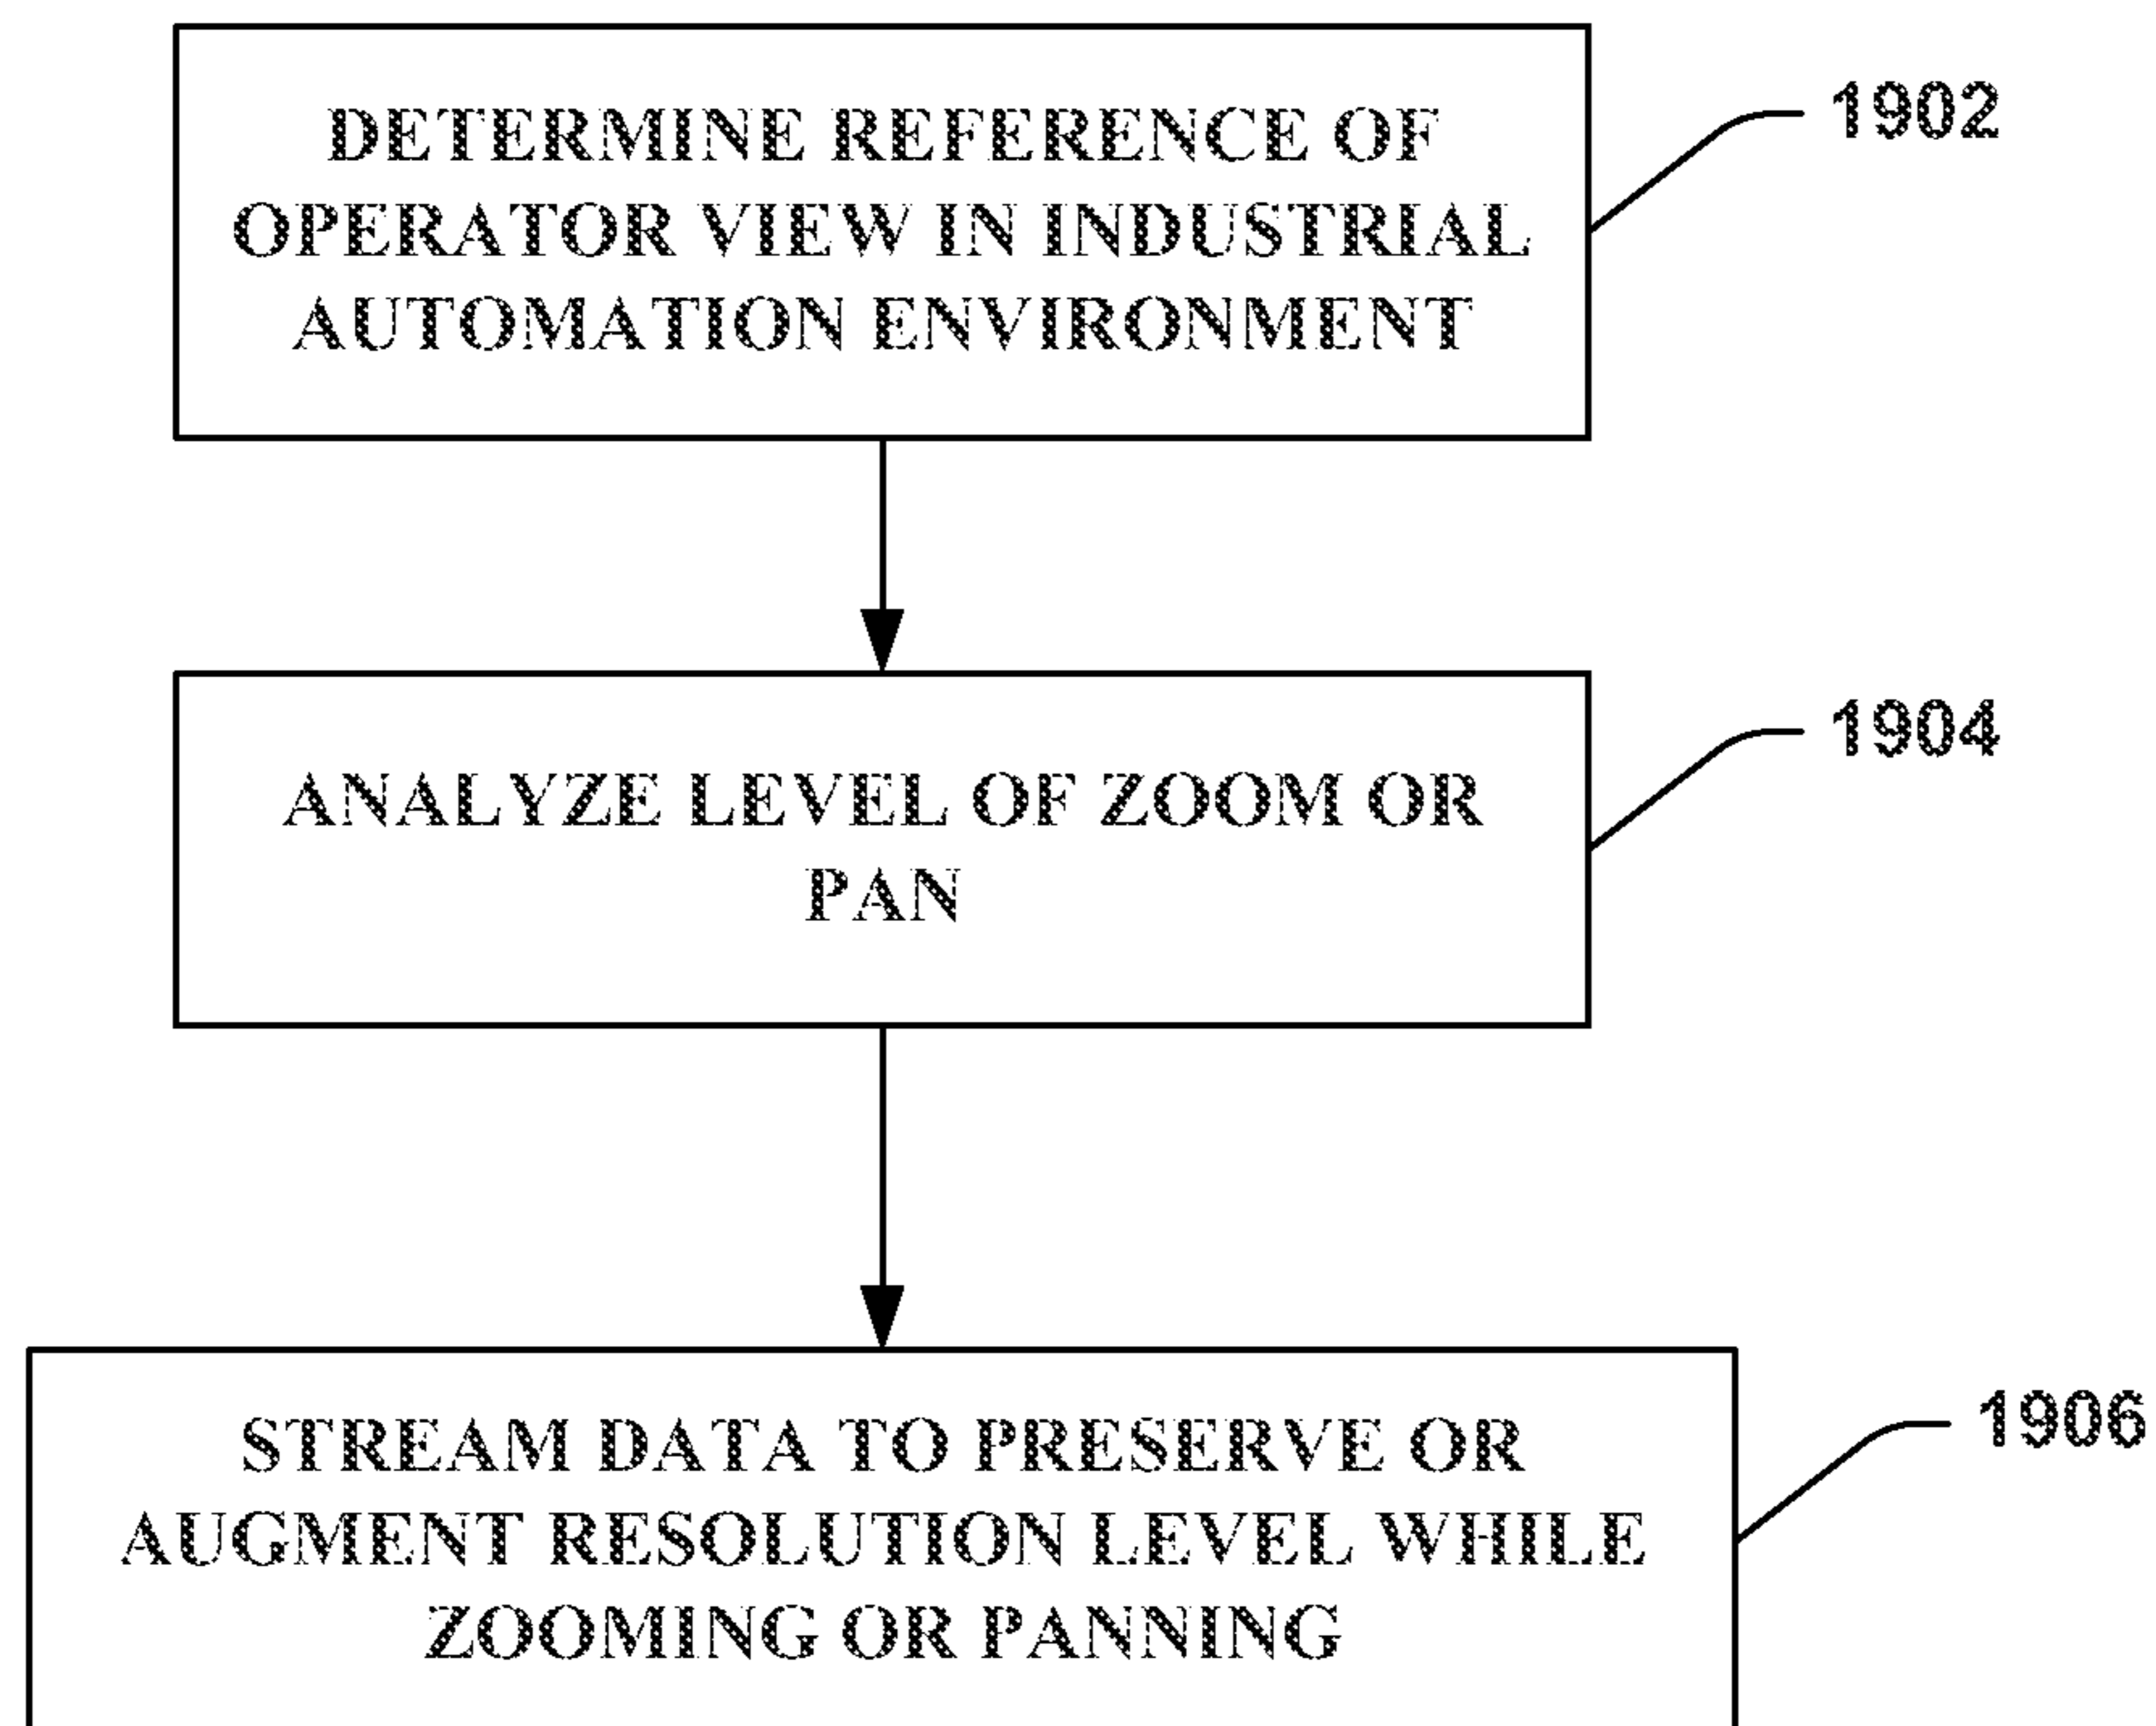 DETERMINE REFERENCE OF
OPERATOR VIEW IN INDUSTRIAL
AUTOMATION ENVIRONMENT
1902
ANALYZE LEVEL OF ZOOM OR
PAN
1904
STREAM DATA TO PRESERVE OR
AUGMENT RESOLUTION LEVEL WHILE
ZOOMING OR PANNING
1906